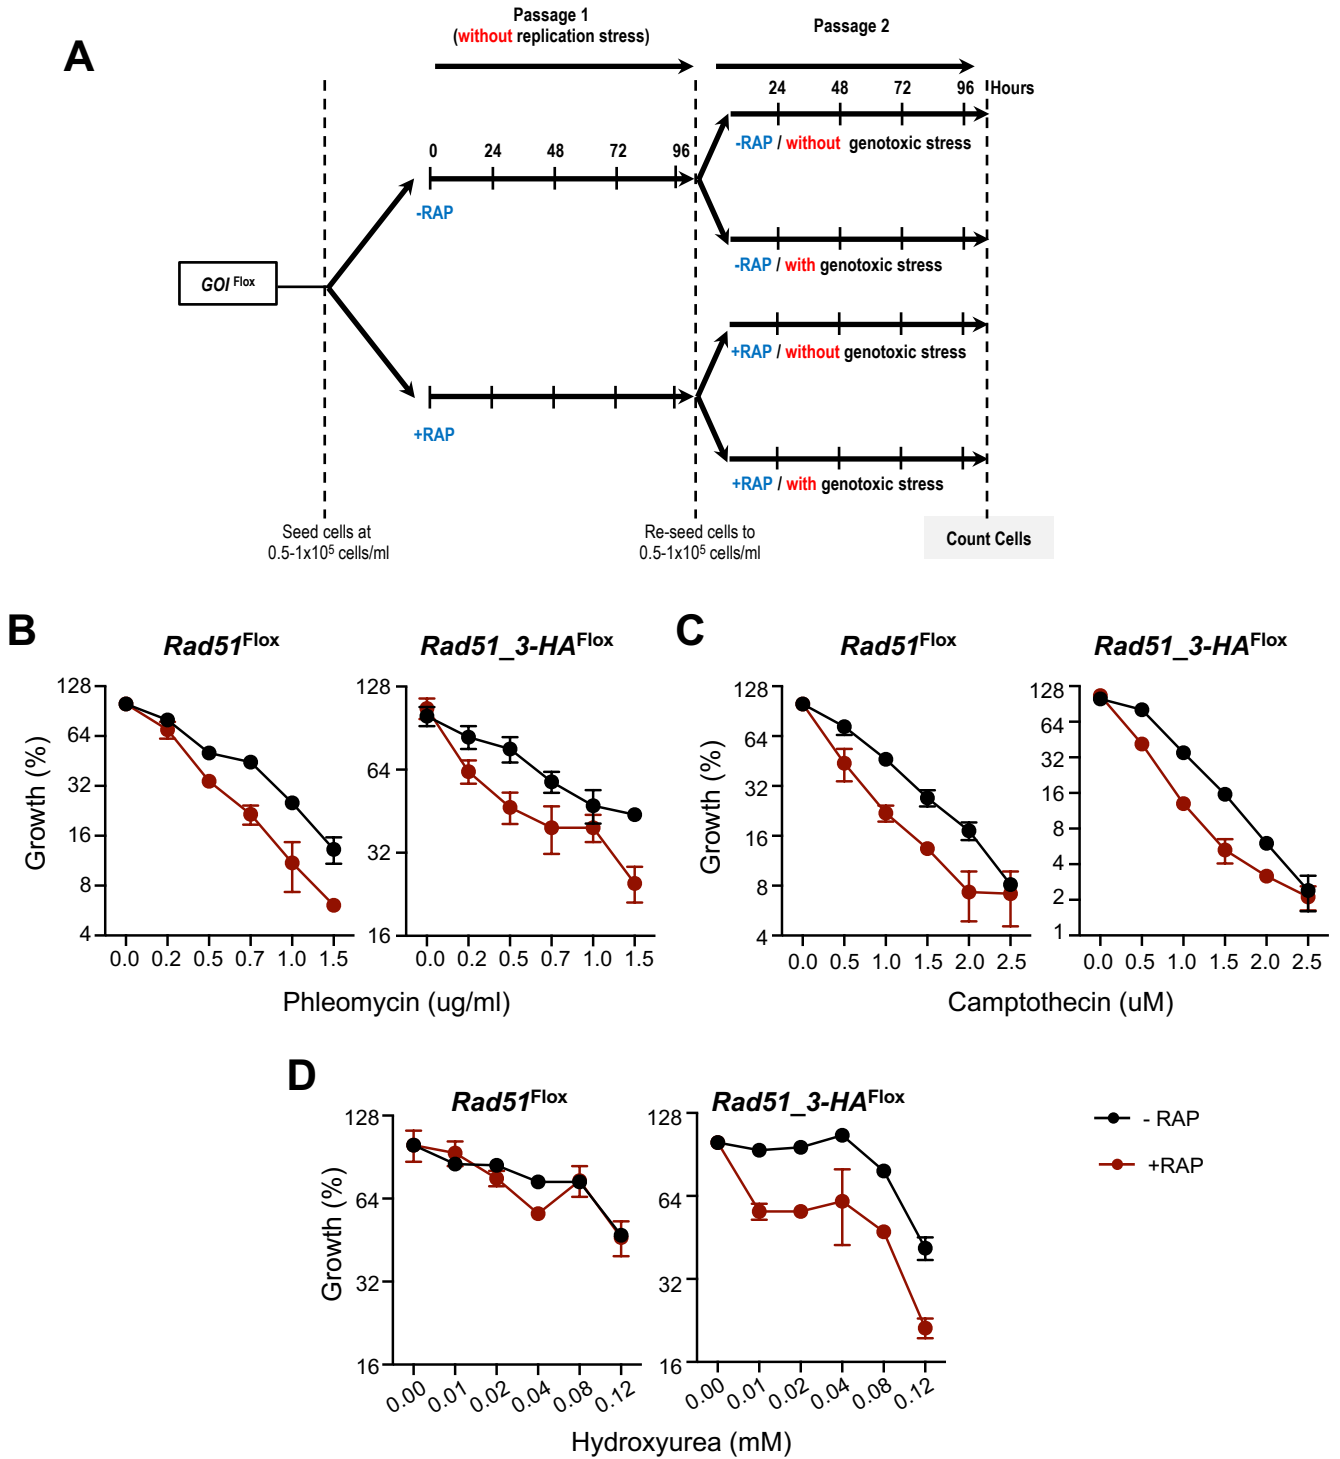 A
Passage 1
(without replication stress)
Passage 2
24 48 72 96 Hours
-RAP / without genotoxic stress
0 24 48 72 96
-RAP
-RAP / with genotoxic stress
GOI Flox
+RAP / without genotoxic stress
+RAP
+RAP / with genotoxic stress
Seed cells at
0.5-1x10⁵ cells/ml
Re-seed cells to
0.5-1x10⁵ cells/ml
Count Cells
B
Rad51Flox
Rad51_3-HAFlox
Growth (%)
128
64
32
16
8
4
0.0 0.2 0.5 0.7 1.0 1.5
128
64
32
16
0.0 0.2 0.5 0.7 1.0 1.5
Phleomycin (ug/ml)
C
Rad51Flox
Rad51_3-HAFlox
Growth (%)
128
64
32
16
8
4
0.0 0.5 1.0 1.5 2.0 2.5
128
64
32
16
8
4
2
1
0.0 0.5 1.0 1.5 2.0 2.5
Camptothecin (uM)
D
Rad51Flox
Rad51_3-HAFlox
Growth (%)
128
64
32
16
0.00 0.01 0.02 0.04 0.08 0.12
128
64
32
16
0.00 0.01 0.02 0.04 0.08 0.12
Hydroxyurea (mM)
- RAP
+RAP